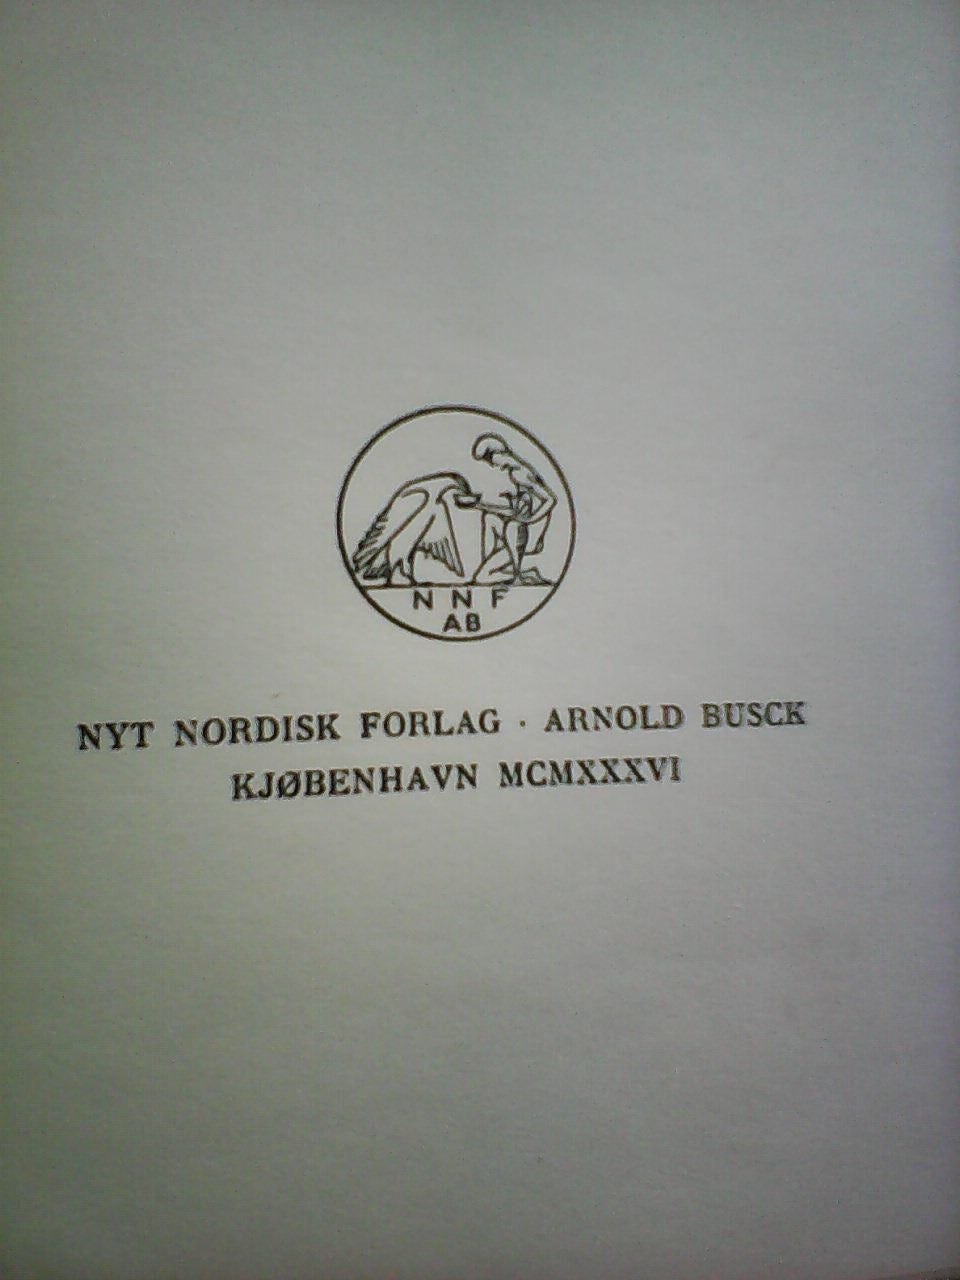 N N F
AB
NYT NORDISK FORLAG · ARNOLD BUSCK
KJØBENHAVN MCMXXXVI